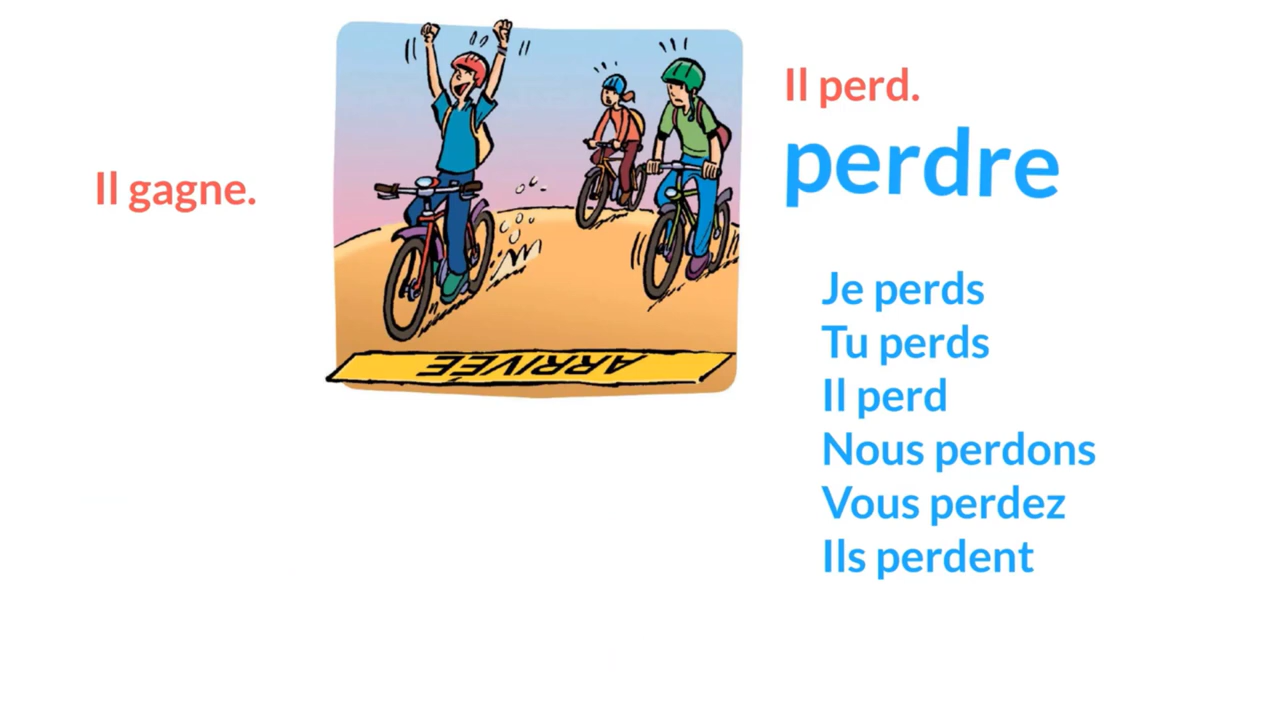 Il gagne.
ARRIVÉE
Il perd.
perdre
Je perds
Tu perds
Il perd
Nous perdons
Vous perdez
Ils perdent